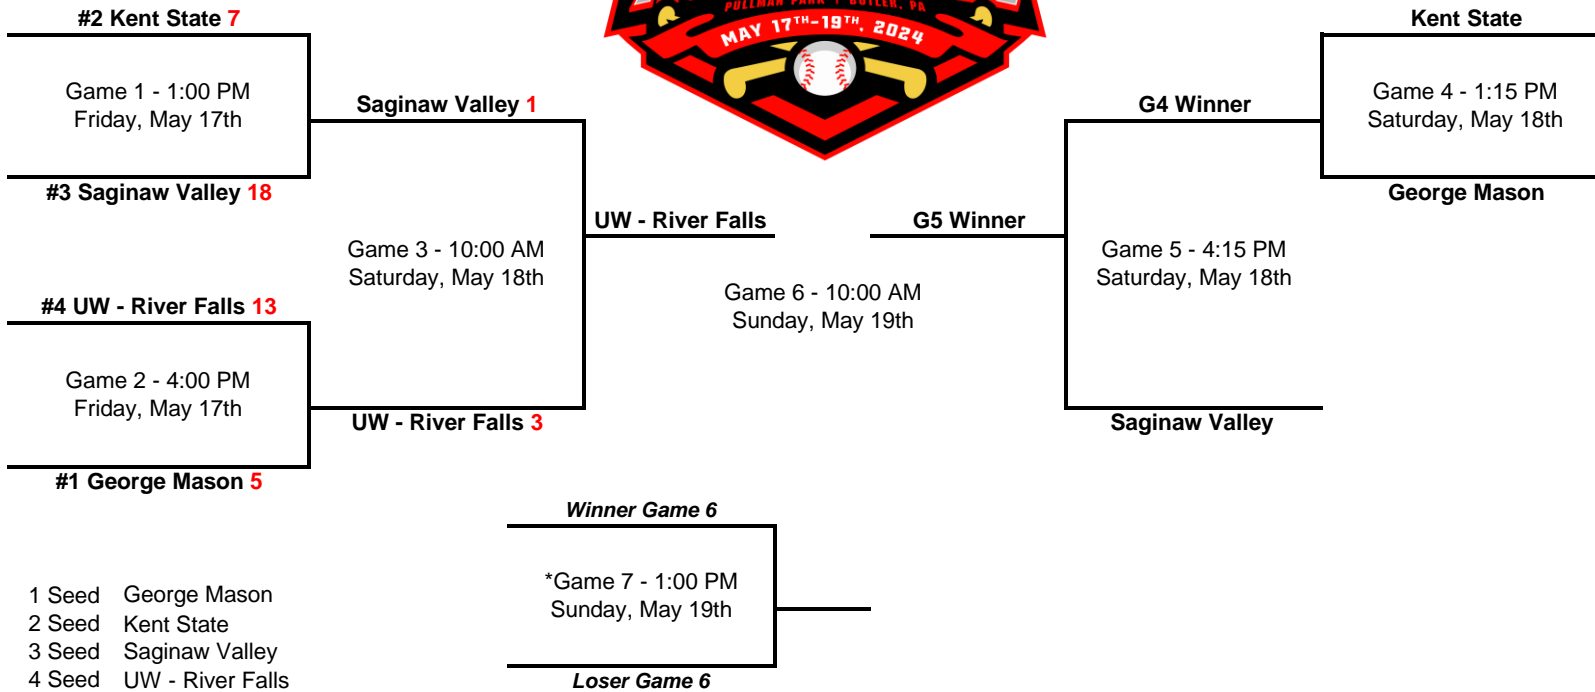 #2 Kent State 7
Game 1 - 1:00 PM
Friday, May 17th
#3 Saginaw Valley 18
Saginaw Valley 1
Game 3 - 10:00 AM
Saturday, May 18th
#4 UW - River Falls 13
Game 2 - 4:00 PM
Friday, May 17th
#1 George Mason 5
UW - River Falls 3
UW - River Falls
PULLMAN PARK BUTLER, PA
MAY 17TH-19TH, 2024
Game 6 - 10:00 AM
Sunday, May 19th
G5 Winner
G4 Winner
Game 5 - 4:15 PM
Saturday, May 18th
Saginaw Valley
Kent State
Game 4 - 1:15 PM
Saturday, May 18th
George Mason
Winner Game 6
*Game 7 - 1:00 PM
Sunday, May 19th
Loser Game 6
1 Seed George Mason
2 Seed Kent State
3 Seed Saginaw Valley
4 Seed UW - River Falls